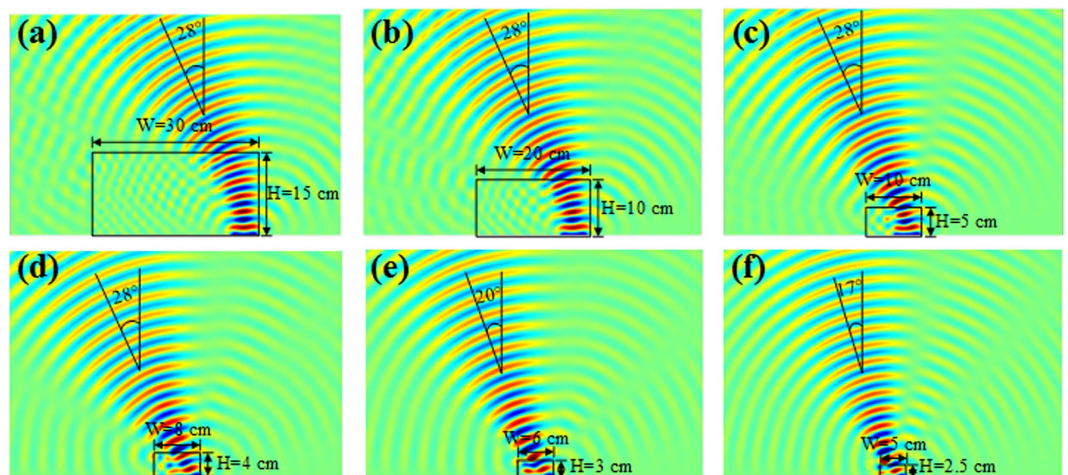 (a)
28°
W=30 cm
H=15 cm
(b)
28°
W=20 cm
H=10 cm
(c)
28°
W=10 cm
H=5 cm
(d)
28°
W=8 cm
H=4 cm
(e)
20°
W=6 cm
H=3 cm
(f)
17°
W=5 cm
H=2.5 cm